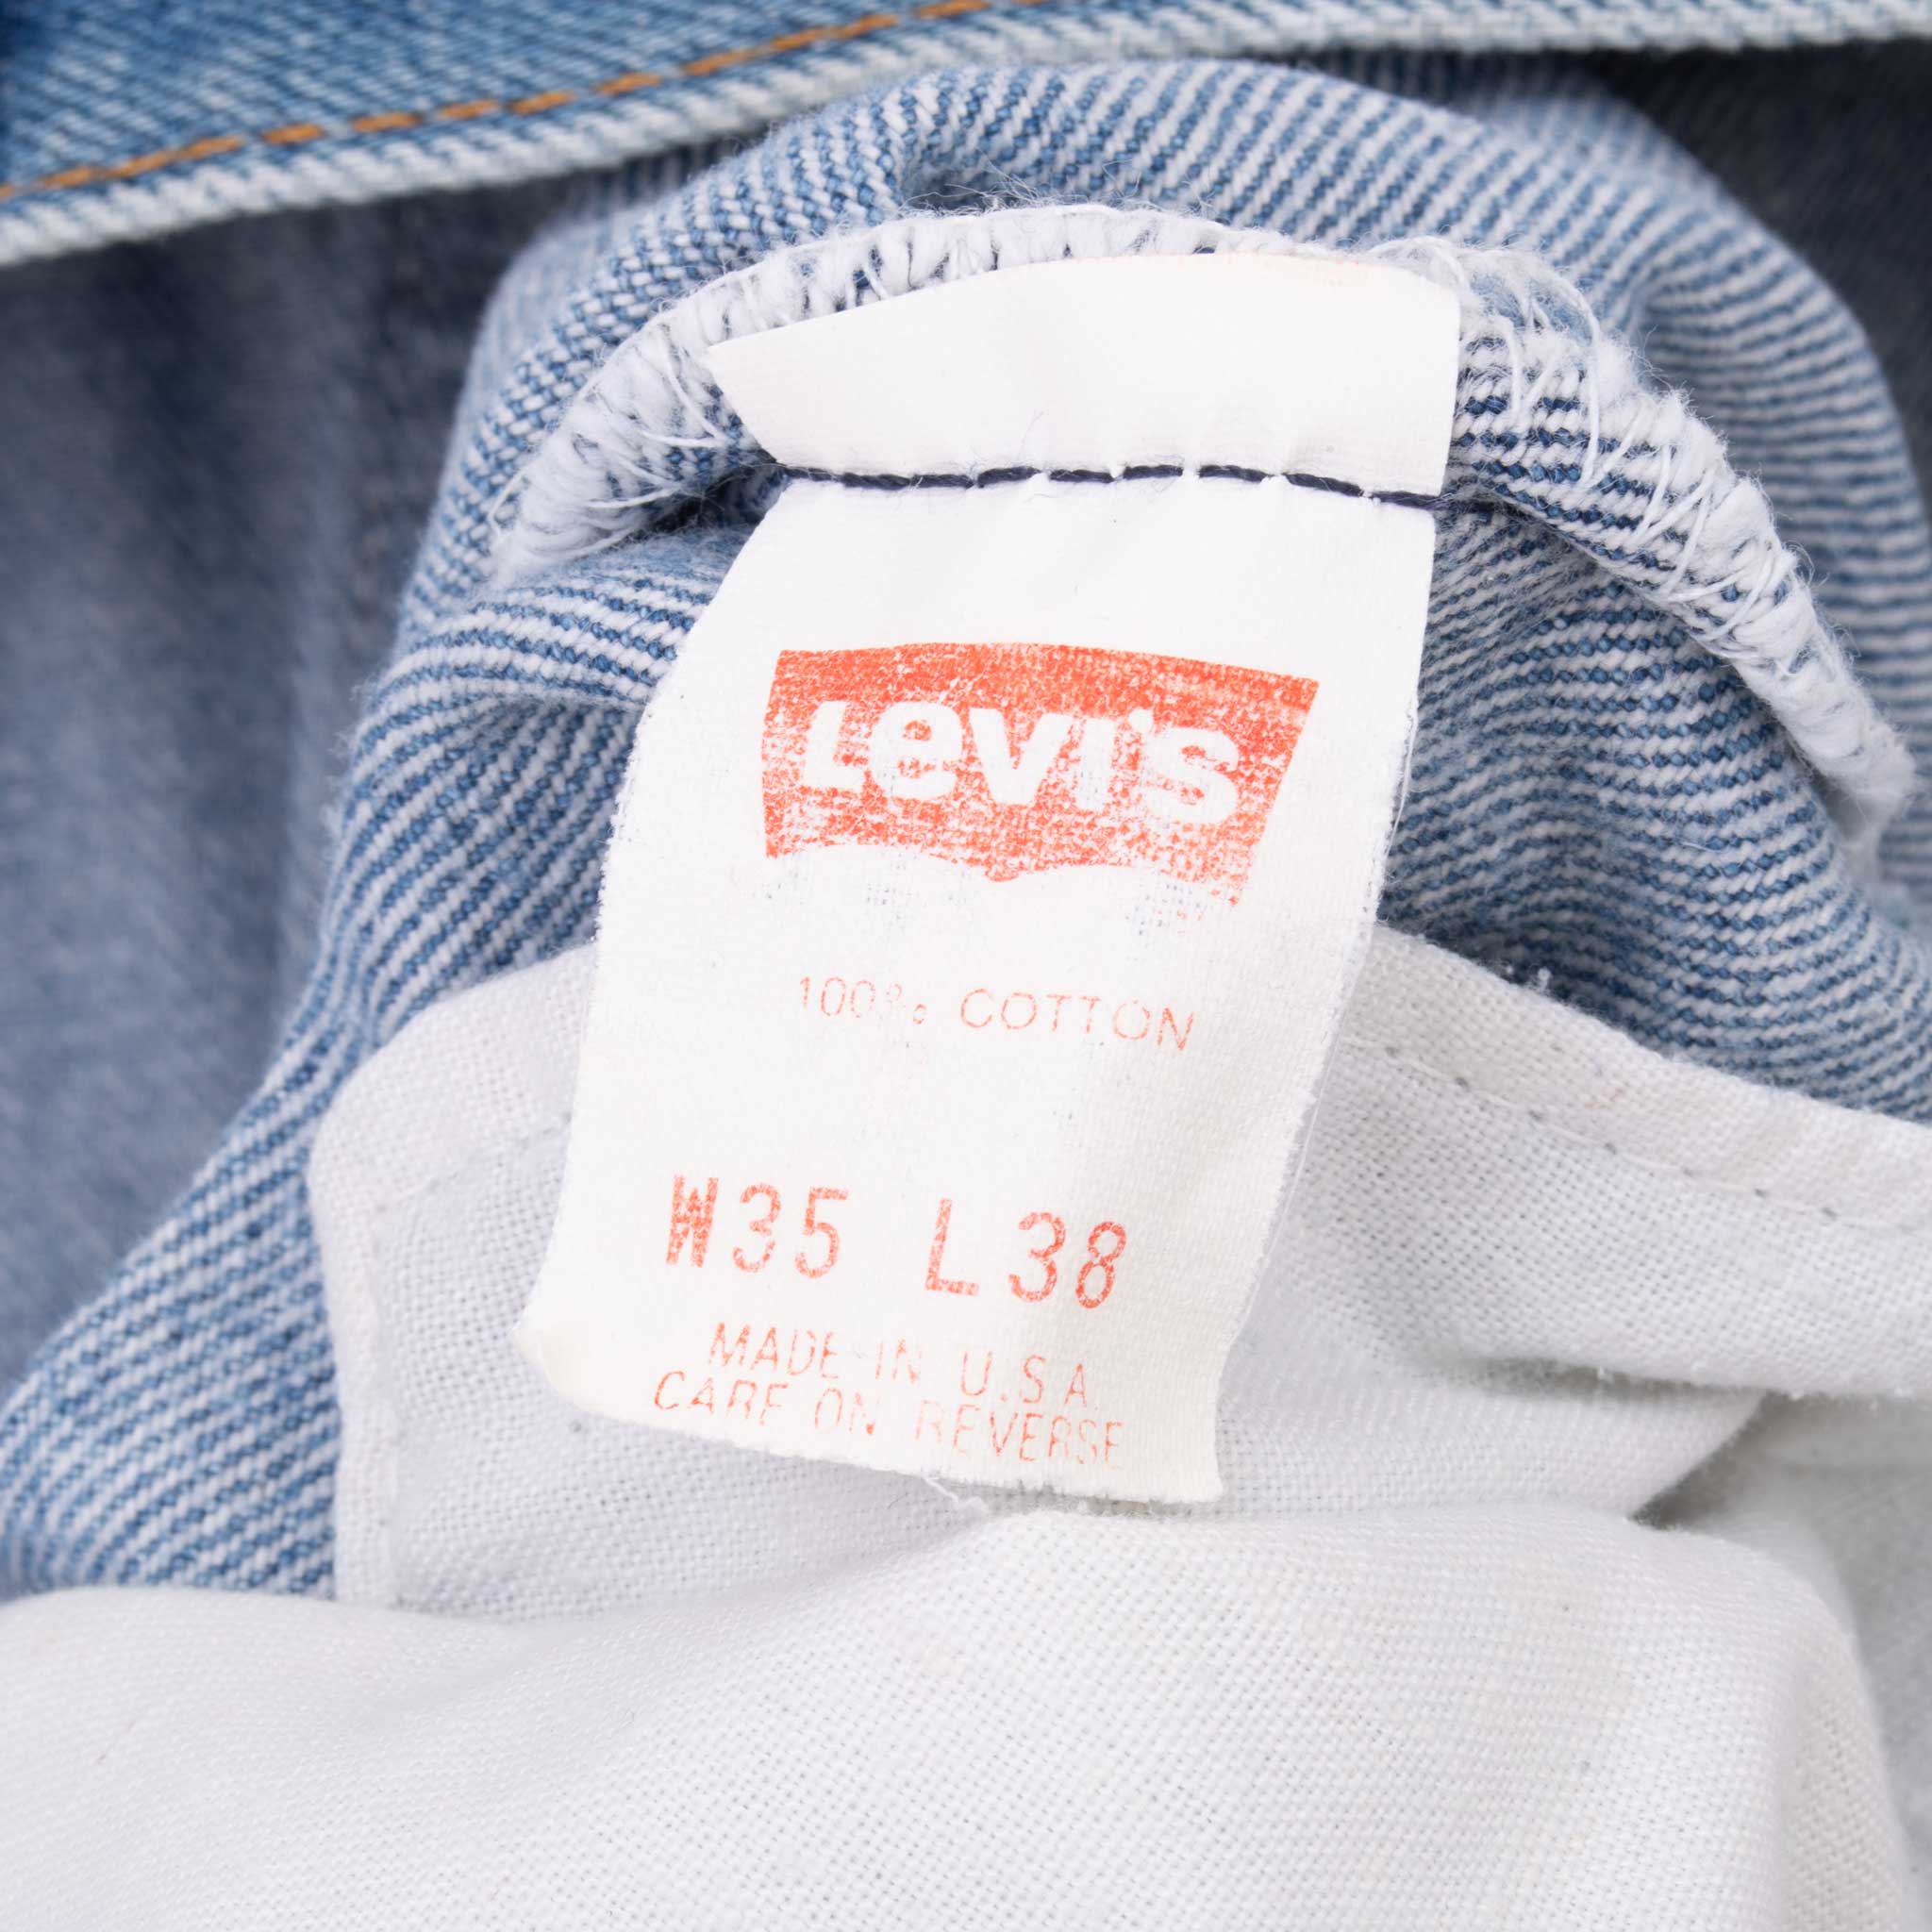 Levi's
100% COTTON
W35 L38
MADE IN U.S.A.
CARE ON REVERSE